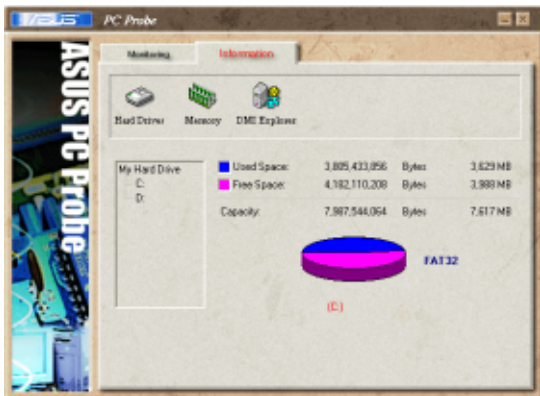 ASUS PC Probe
ASUS PC Probe
Monitoring Information
Hard Drives Memory DMI Explorer
My Hard Drive
C:
D:
Used Space: 3,805,433,856 Bytes 3,629 MB
Free Space: 4,182,110,208 Bytes 3,988 MB
Capacity: 7,987,544,064 Bytes 7,617 MB
FAT32
(C:)